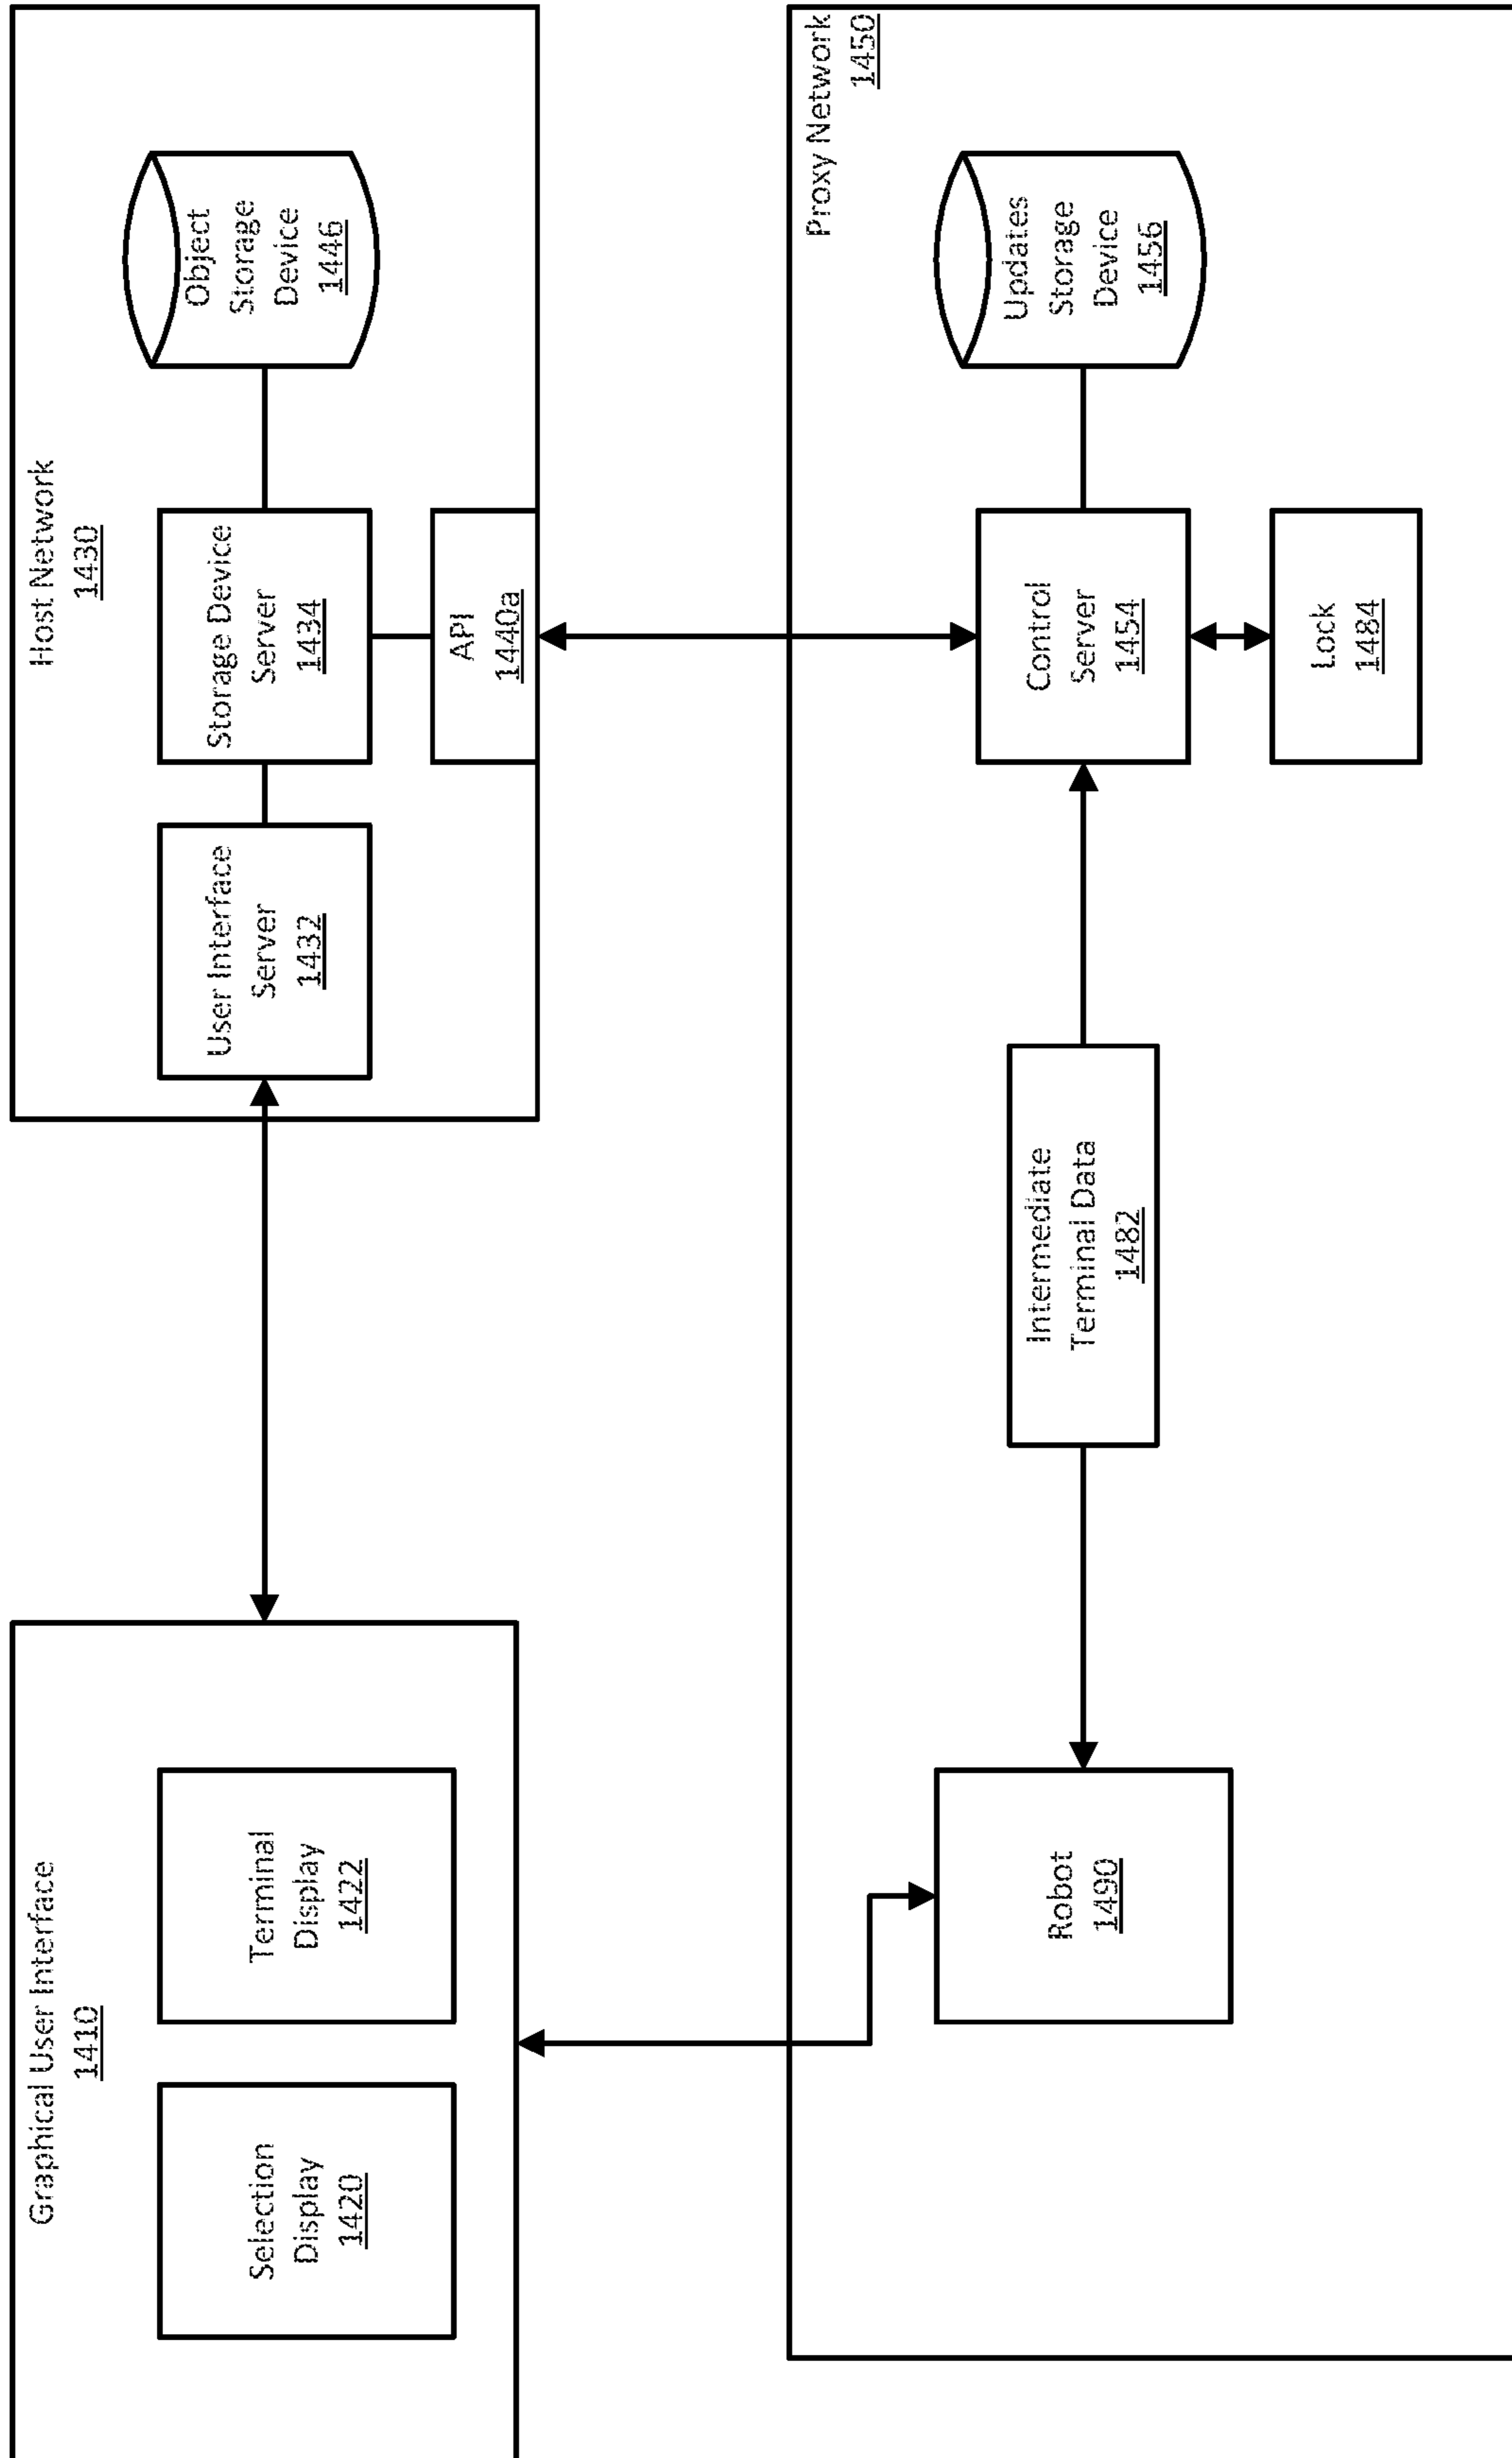 Graphical User Interface
1410
Selection
Display
1420
Terminal
Display
1422
Host Network
1430
User Interface
Server
1432
Storage Device
Server
1434
Object
Storage
Device
1446
API
1440a
Proxy Network
1450
Robot
1490
Intermediate
Terminal Data
1482
Control
Server
1454
Updates
Storage
Device
1456
Lock
1484